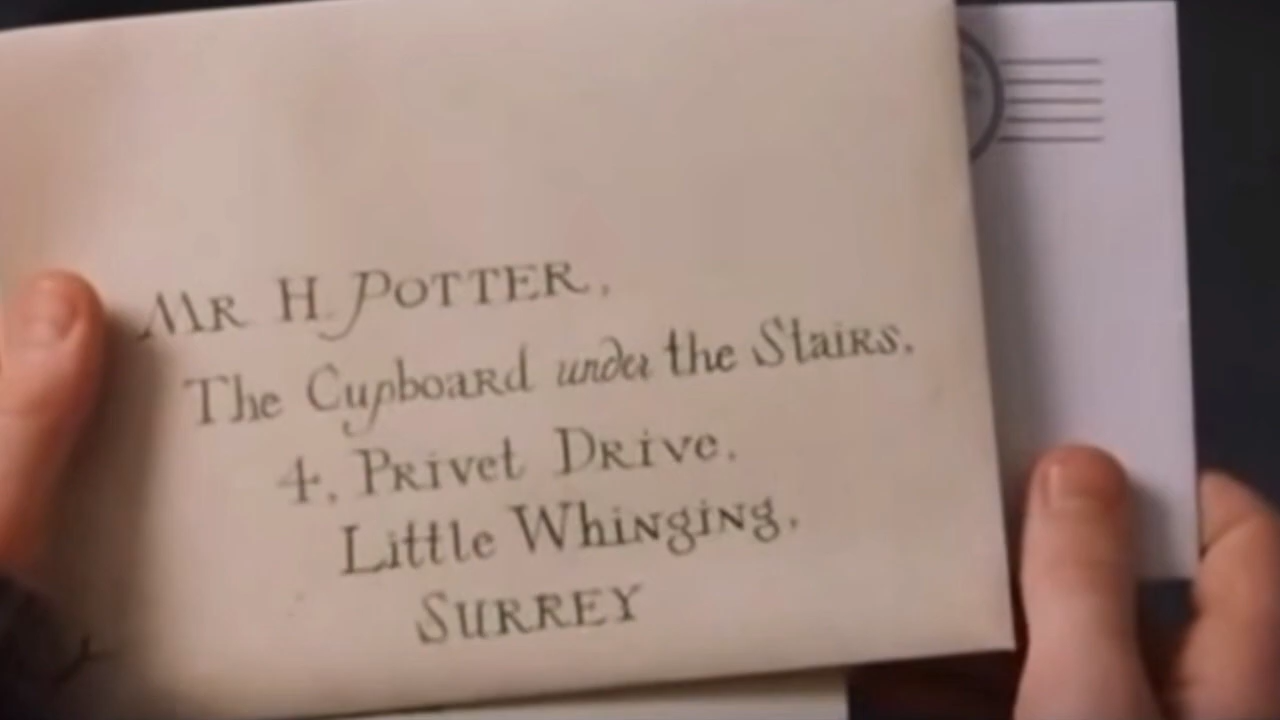 Mr H Potter,
The Cupboard under the Stairs,
4, Privet Drive,
Little Whinging,
SURREY